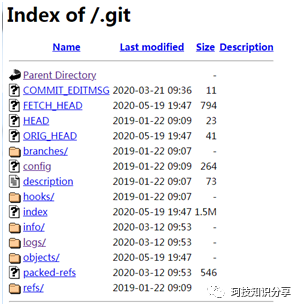 Index of /.git
Name Last modified Size Description
Parent Directory -
COMMIT_EDITMSG 2020-03-21 09:36 11
FETCH_HEAD 2020-05-19 19:47 794
HEAD 2019-01-22 09:09 23
ORIG_HEAD 2020-05-19 19:47 41
branches/ 2019-01-22 09:07 -
config 2019-01-22 09:09 264
description 2019-01-22 09:07 73
hooks/ 2019-01-22 09:07 -
index 2020-05-19 19:47 1.5M
info/ 2020-03-12 09:53 -
logs/ 2020-03-12 09:53 -
objects/ 2020-05-19 19:47 -
packed-refs 2020-03-12 09:53 546
refs/ 2019-01-22 09:09 -
珂技知识分享